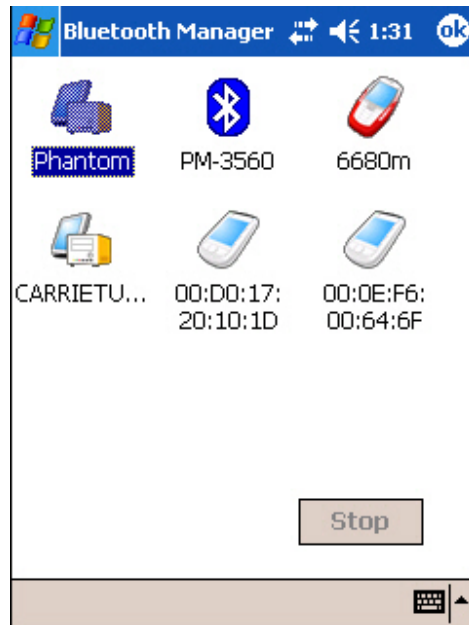 Bluetooth Manager 1:31 ok
Phantom PM-3560 6680m
CARRIETU... 00:D0:17: 00:0E:F6:
20:10:1D 00:64:6F
Stop